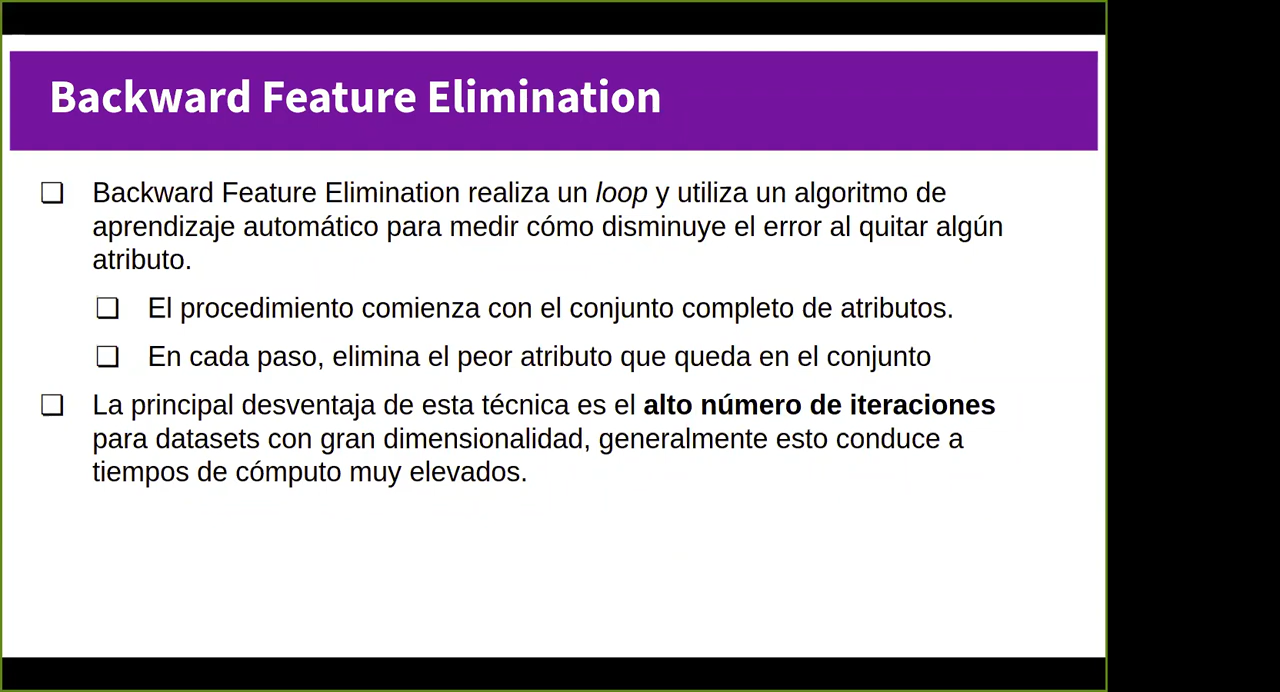 Backward Feature Elimination
❏ Backward Feature Elimination realiza un loop y utiliza un algoritmo de
aprendizaje automático para medir cómo disminuye el error al quitar algún
atributo.
❏ El procedimiento comienza con el conjunto completo de atributos.
❏ En cada paso, elimina el peor atributo que queda en el conjunto
❏ La principal desventaja de esta técnica es el alto número de iteraciones
para datasets con gran dimensionalidad, generalmente esto conduce a
tiempos de cómputo muy elevados.